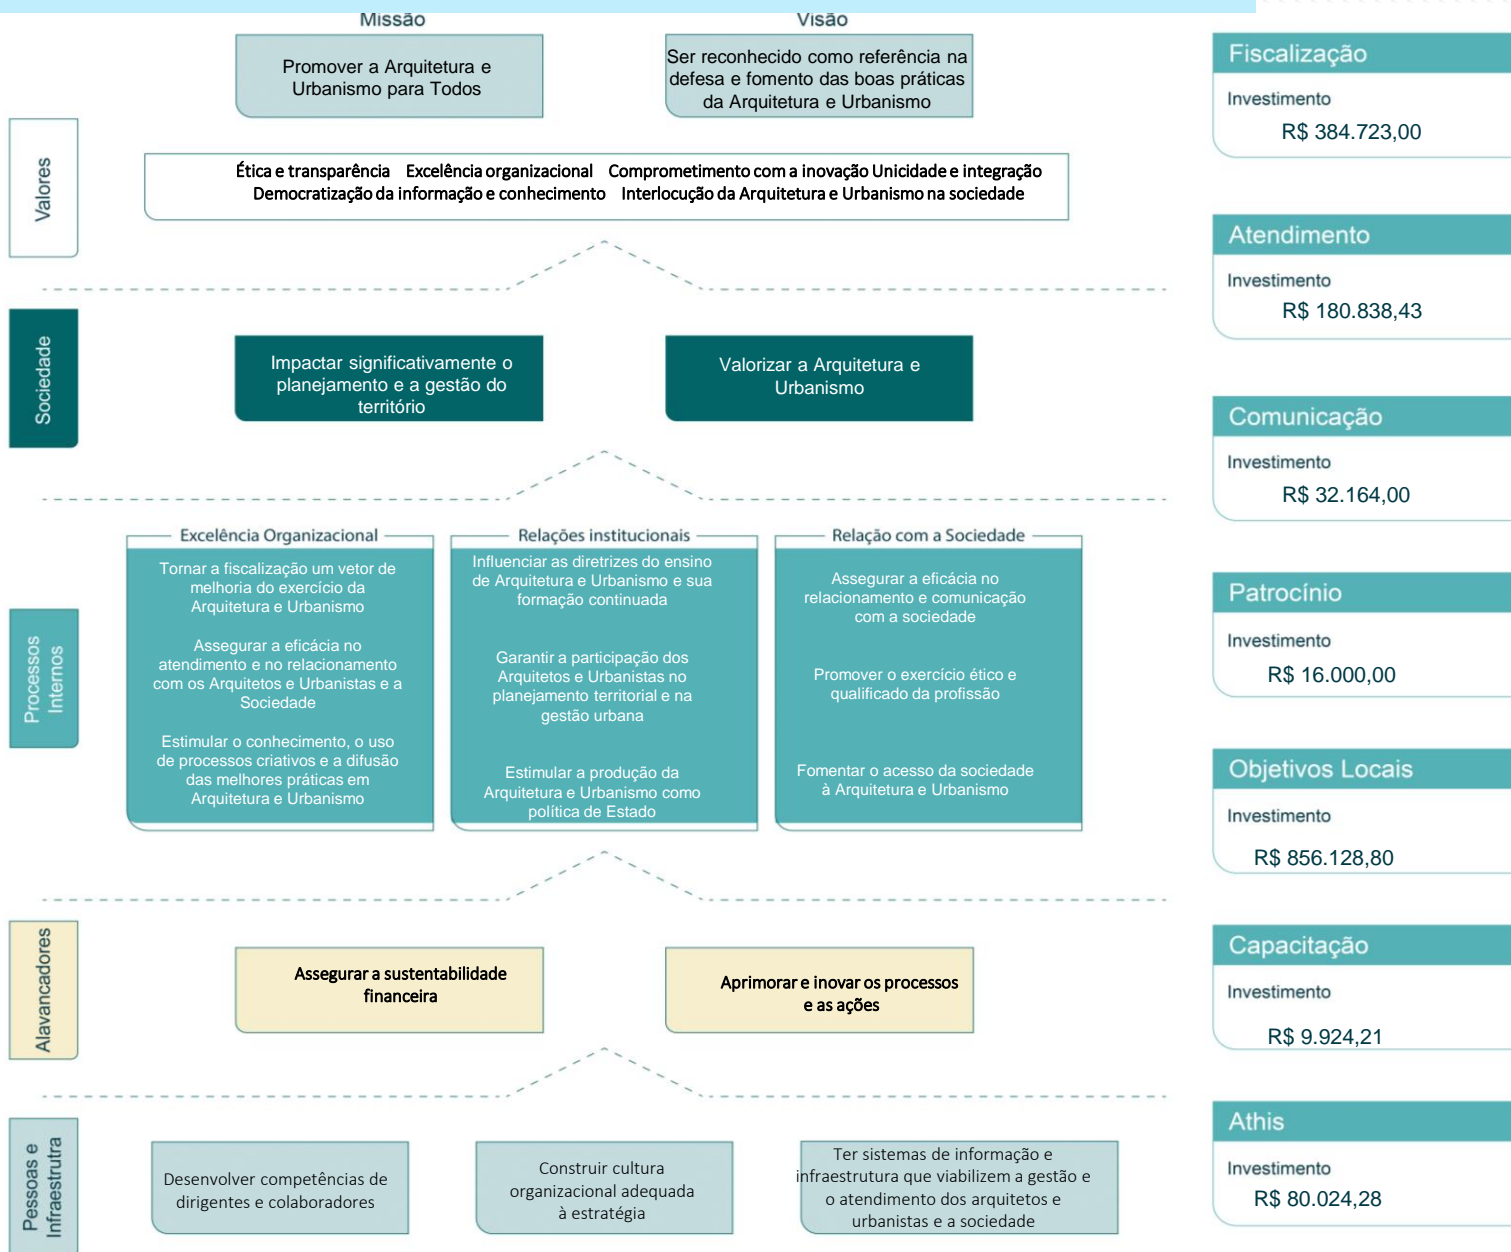 Missão
Promover a Arquitetura e
Urbanismo para Todos
Visão
Ser reconhecido como referência na
defesa e fomento das boas práticas
da Arquitetura e Urbanismo
Valores
Ética e transparência Excelência organizacional Comprometimento com a inovação Unicidade e integração
Democratização da informação e conhecimento Interlocução da Arquitetura e Urbanismo na sociedade
Sociedade
Impactar significativamente o
planejamento e a gestão do
território
Valorizar a Arquitetura e
Urbanismo
Processos
Internos
Excelência Organizacional
Tornar a fiscalização um vetor de
melhoria do exercício da
Arquitetura e Urbanismo
Assegurar a eficácia no
atendimento e no relacionamento
com os Arquitetos e Urbanistas e a
Sociedade
Estimular o conhecimento, o uso
de processos criativos e a difusão
das melhores práticas em
Arquitetura e Urbanismo
Relações institucionais
Influenciar as diretrizes do ensino
de Arquitetura e Urbanismo e sua
formação continuada
Garantir a participação dos
Arquitetos e Urbanistas no
planejamento territorial e na
gestão urbana
Estimular a produção da
Arquitetura e Urbanismo como
política de Estado
Relação com a Sociedade
Assegurar a eficácia no
relacionamento e comunicação
com a sociedade
Promover o exercício ético e
qualificado da profissão
Fomentar o acesso da sociedade
à Arquitetura e Urbanismo
Alavancadores
Assegurar a sustentabilidade
financeira
Aprimorar e inovar os processos
e as ações
Pessoas e
Infraestrutra
Desenvolver competências de
dirigentes e colaboradores
Construir cultura
organizacional adequada
à estratégia
Ter sistemas de informação e
infraestrutura que viabilizem a gestão e
o atendimento dos arquitetos e
urbanistas e a sociedade
Fiscalização
Investimento
R$ 384.723,00
Atendimento
Investimento
R$ 180.838,43
Comunicação
Investimento
R$ 32.164,00
Patrocínio
Investimento
R$ 16.000,00
Objetivos Locais
Investimento
R$ 856.128,80
Capacitação
Investimento
R$ 9.924,21
Athis
Investimento
R$ 80.024,28